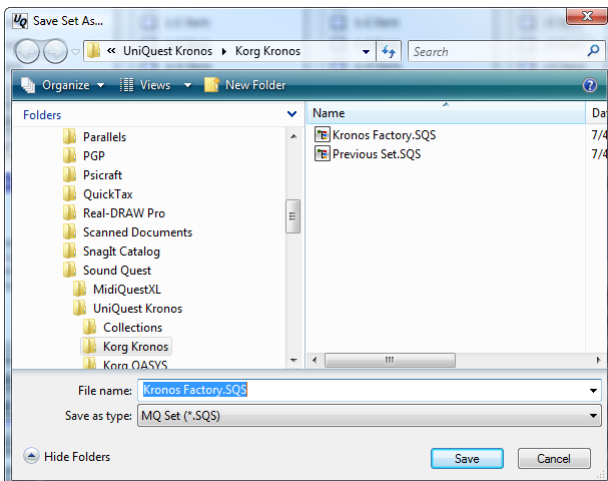 UQ Save Set As...
« UniQuest Kronos Korg Kronos
Search
Organize Views New Folder
Folders
Name
Da
Parallels
PGP
Psicraft
QuickTax
Real-DRAW Pro
Scanned Documents
SnagIt Catalog
Sound Quest
MidiQuestXL
UniQuest Kronos
Collections
Korg Kronos
Korg OASYS
Kronos Factory.SQS
7/4
Previous Set.SQS
7/4
File name: Kronos Factory.SQS
Save as type: MQ Set (*.SQS)
Hide Folders
Save
Cancel